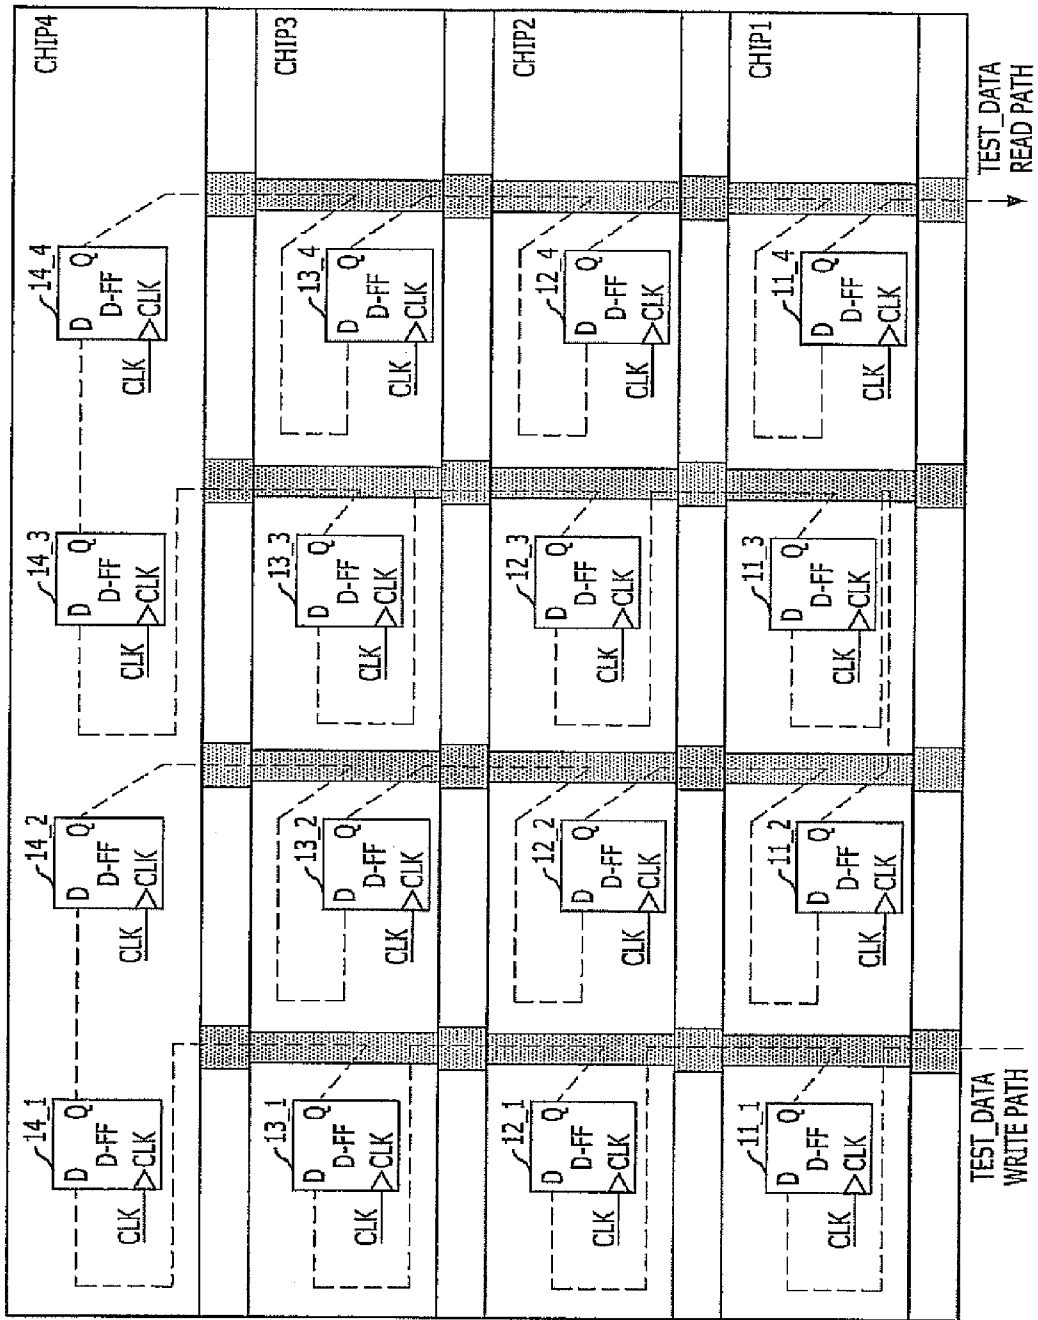 CHIP4
14_1
D Q
D-FF
CLK
CLK
14_2
D Q
D-FF
CLK
CLK
14_3
D Q
D-FF
CLK
CLK
14_4
D Q
D-FF
CLK
CLK
CHIP3
13_1
D Q
D-FF
CLK
CLK
13_2
D Q
D-FF
CLK
CLK
13_3
D Q
D-FF
CLK
CLK
13_4
D Q
D-FF
CLK
CLK
CHIP2
12_1
D Q
D-FF
CLK
CLK
12_2
D Q
D-FF
CLK
CLK
12_3
D Q
D-FF
CLK
CLK
12_4
D Q
D-FF
CLK
CLK
CHIP1
11_1
D Q
D-FF
CLK
CLK
11_2
D Q
D-FF
CLK
CLK
11_3
D Q
D-FF
CLK
CLK
11_4
D Q
D-FF
CLK
CLK
TEST_DATA
WRITE PATH
TEST_DATA
READ PATH